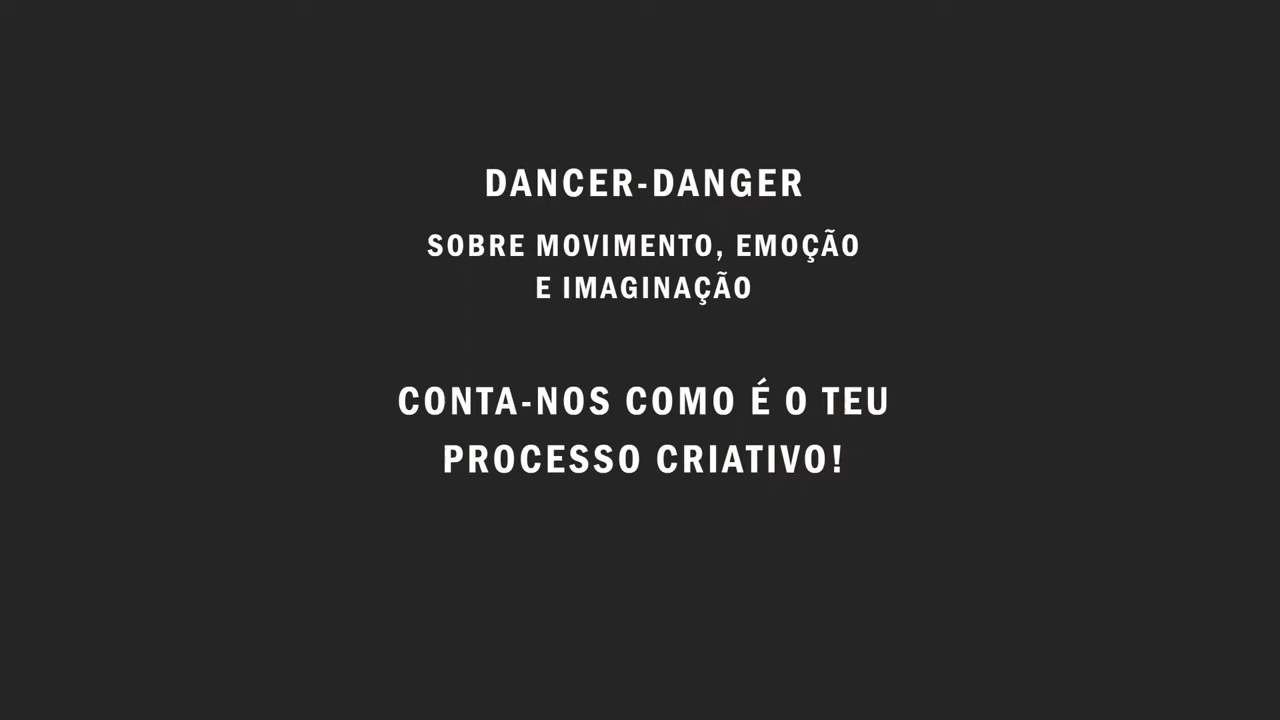 DANCER-DANGER
SOBRE MOVIMENTO, EMOÇÃO
E IMAGINAÇÃO
CONTA-NOS COMO É O TEU
PROCESSO CRIATIVO!